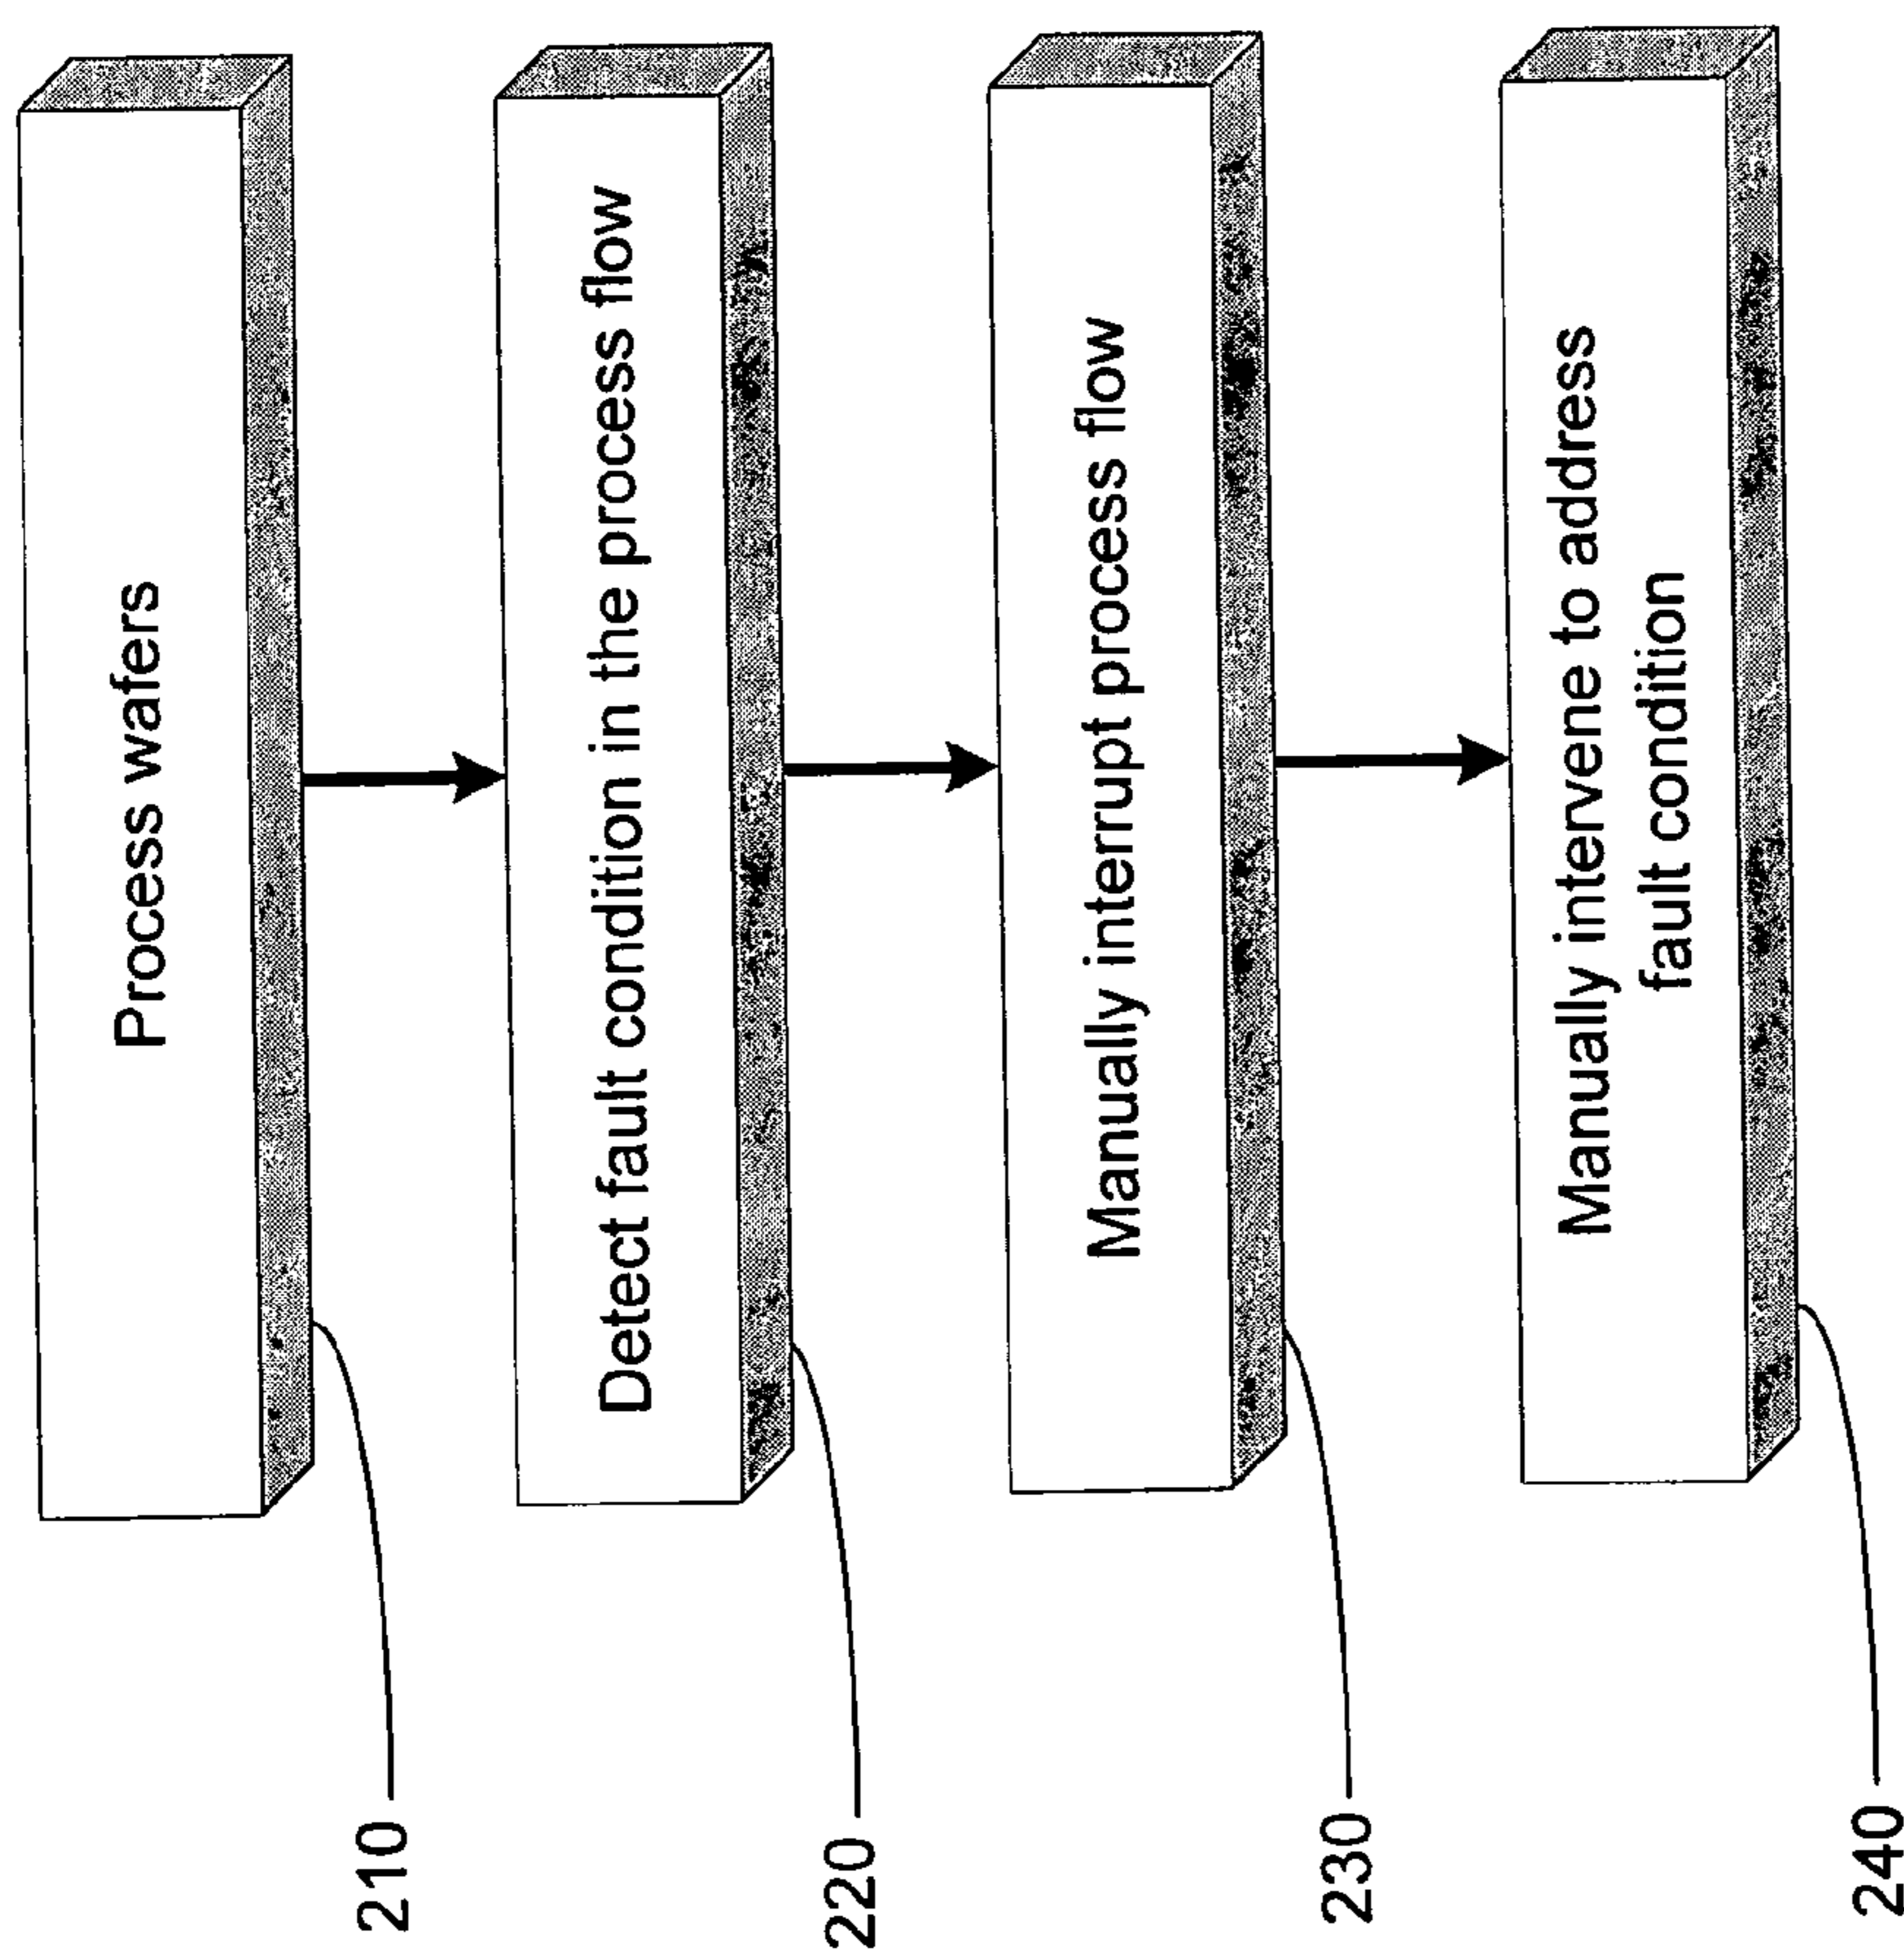 Process wafers
210
Detect fault condition in the process flow
220
Manually interrupt process flow
230
Manually intervene to address
fault condition
240